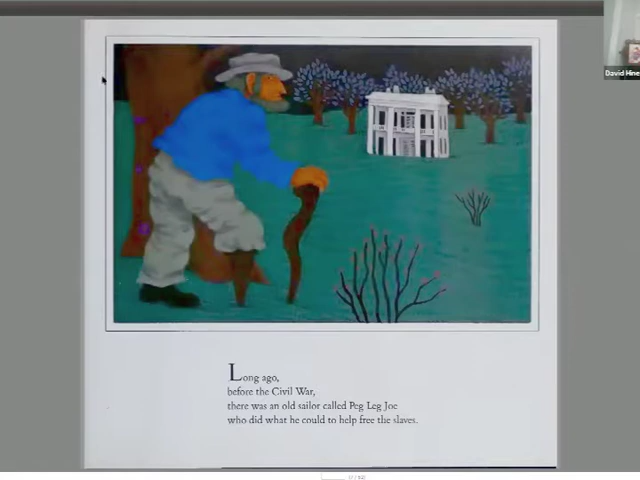 David Hine
Long ago,
before the Civil War,
there was an old sailor called Peg Leg Joe
who did what he could to help free the slaves.